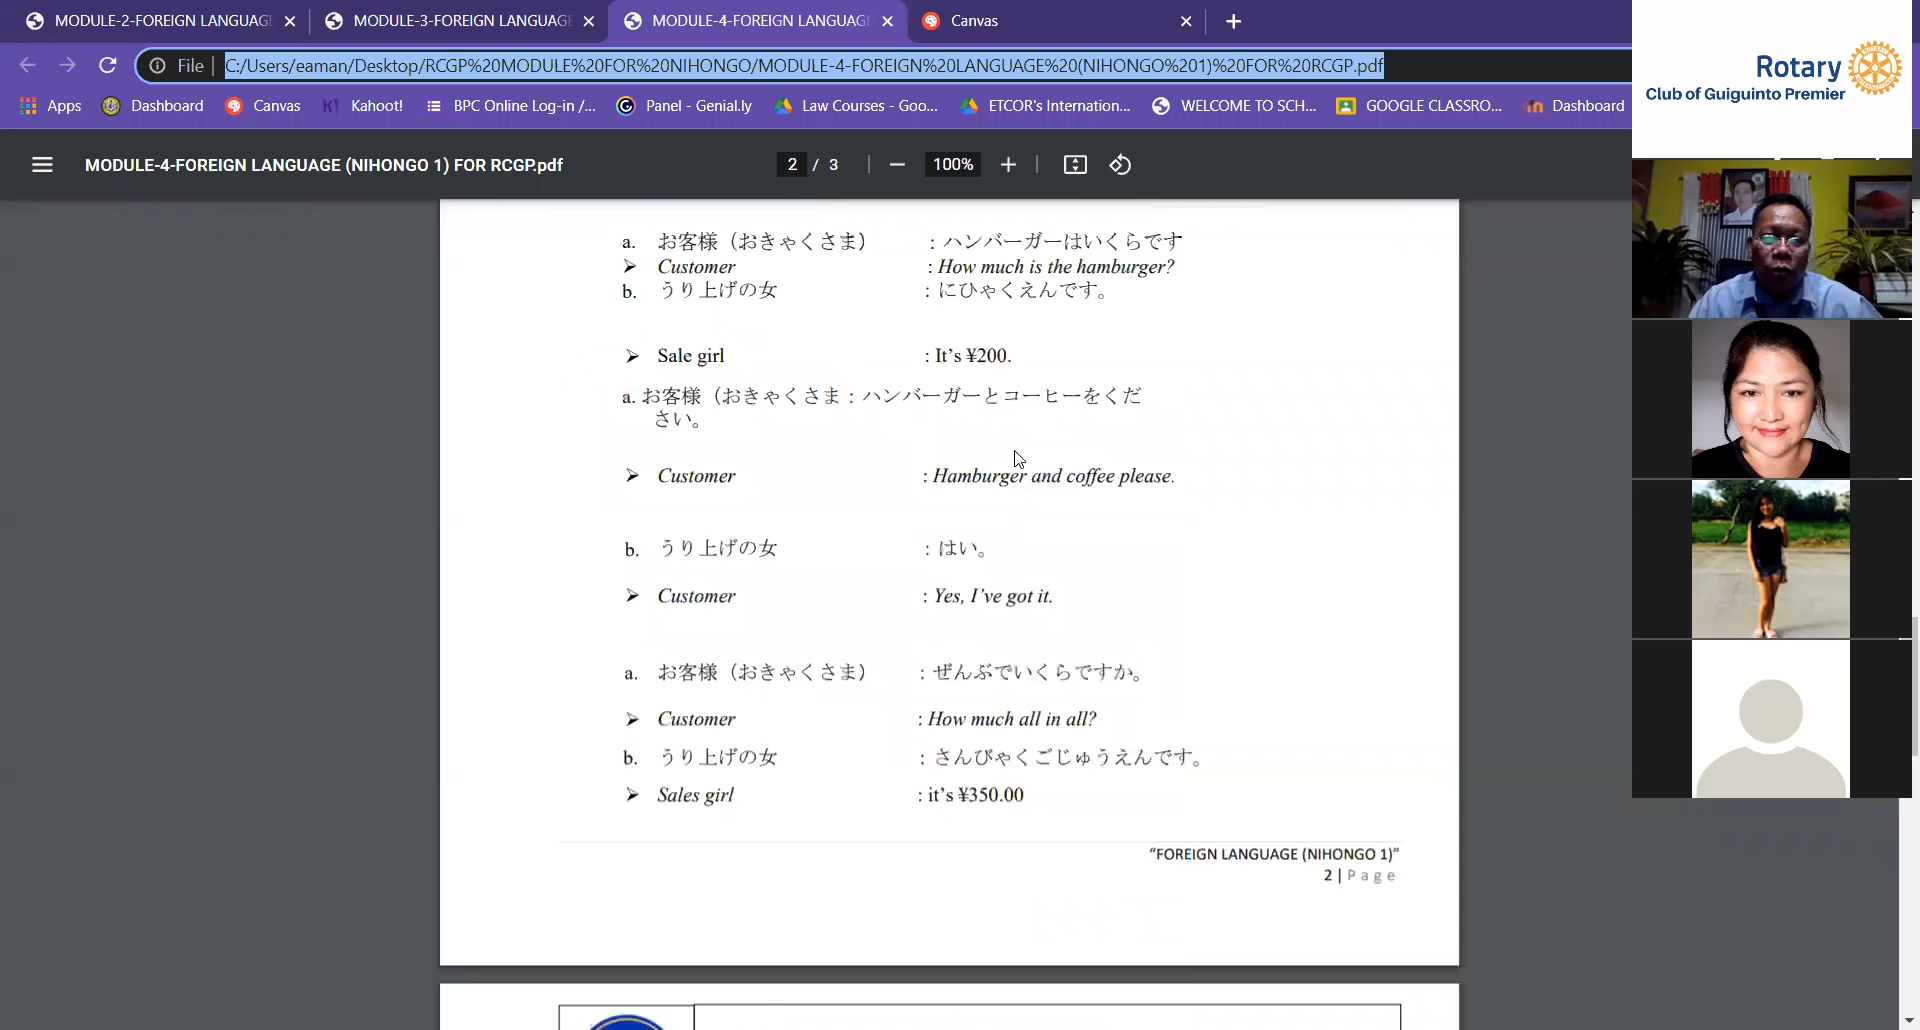 MODULE-2-FOREIGN LANGUAGE
MODULE-3-FOREIGN LANGUAGE
MODULE-4-FOREIGN LANGUAG
Canvas
File
C:/Users/eaman/Desktop/RCGP%20MODULE%20FOR%20NIHONGO/MODULE-4-FOREIGN%20LANGUAGE%20(NIHONGO%201)%20FOR%20RCGP.pdf
Apps
Dashboard
Canvas
Kahoot!
BPC Online Log-in /...
Panel - Genial.ly
Law Courses - Goo...
ETCOR's Internation...
WELCOME TO SCH...
GOOGLE CLASSRO...
Dashboard
Rotary
Club of Guiguinto Premier
MODULE-4-FOREIGN LANGUAGE (NIHONGO 1) FOR RCGP.pdf
2 / 3
100%
a. お客様（おきゃくさま） : ハンバーガーはいくらです
➢ Customer : How much is the hamburger?
b. うり上げの女 : にひゃくえんです。
➢ Sale girl : It's ¥200.
a. お客様（おきゃくさま : ハンバーガーとコーヒーをくだ
さい。
➢ Customer : Hamburger and coffee please.
b. うり上げの女 : はい。
➢ Customer : Yes, I've got it.
a. お客様（おきゃくさま） : ぜんぶでいくらですか。
➢ Customer : How much all in all?
b. うり上げの女 : さんびゃくごじゅうえんです。
➢ Sales girl : it's ¥350.00
“FOREIGN LANGUAGE (NIHONGO 1)”
2 | P a g e